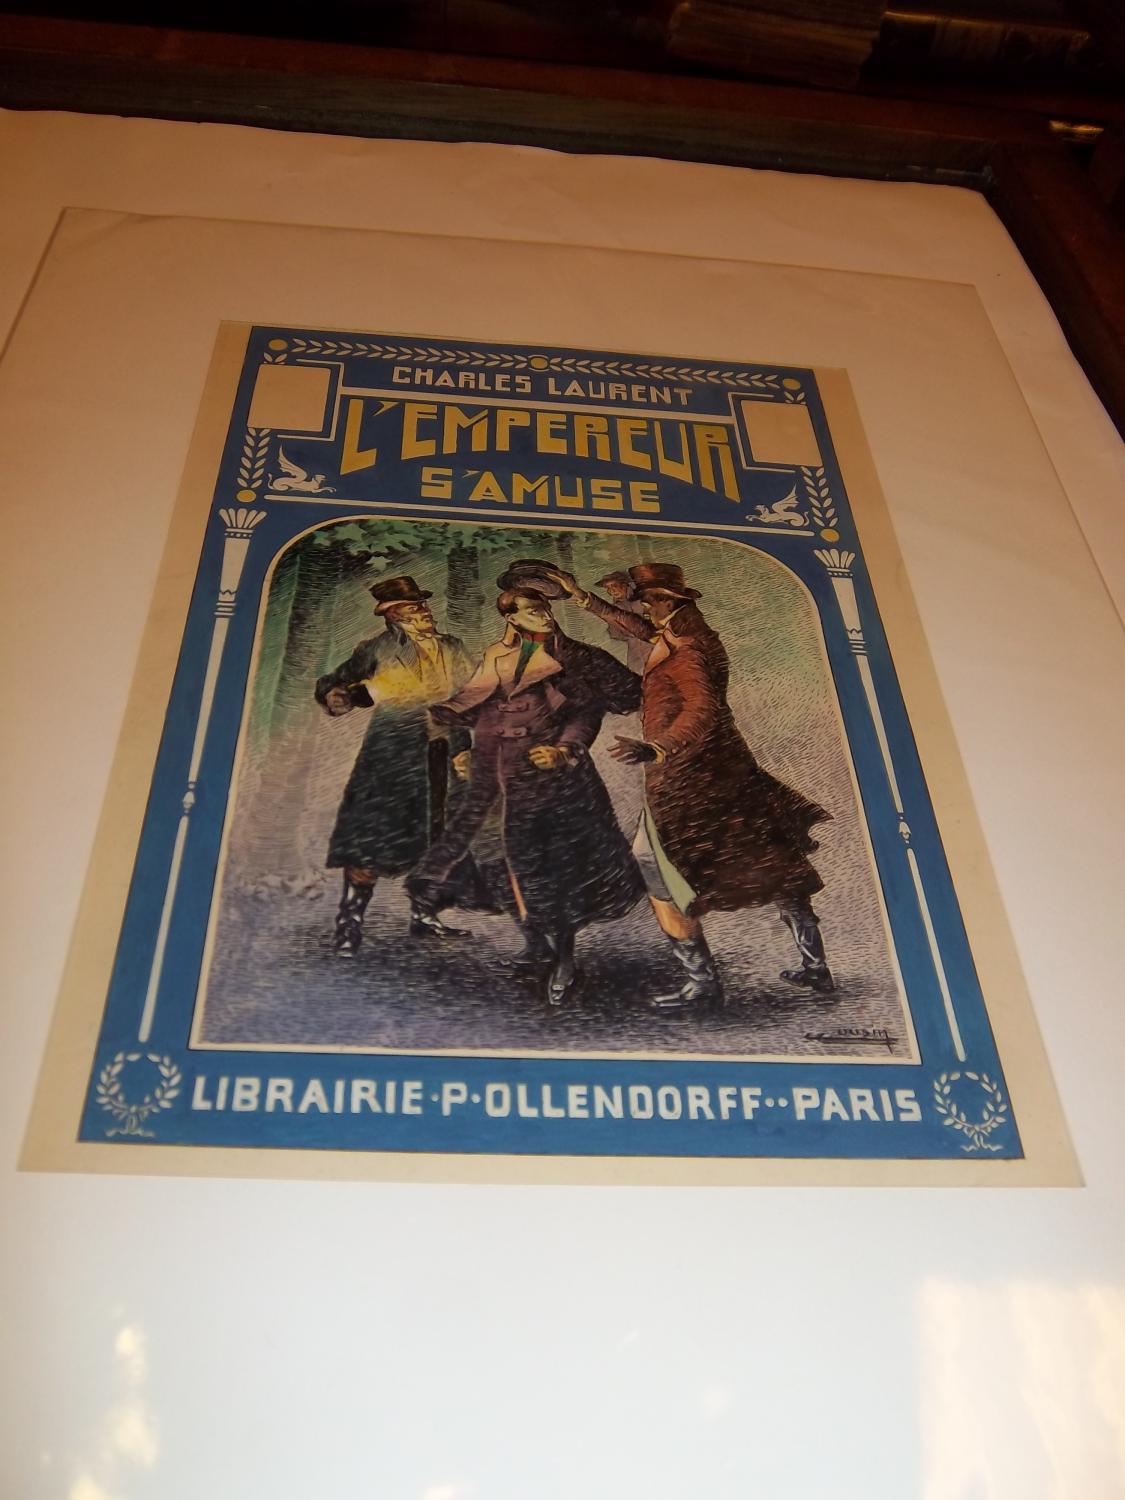 CHARLES LAURENT
L'EMPEREUR
S'AMUSE
LIBRAIRIE·P·OLLENDORFF··PARIS